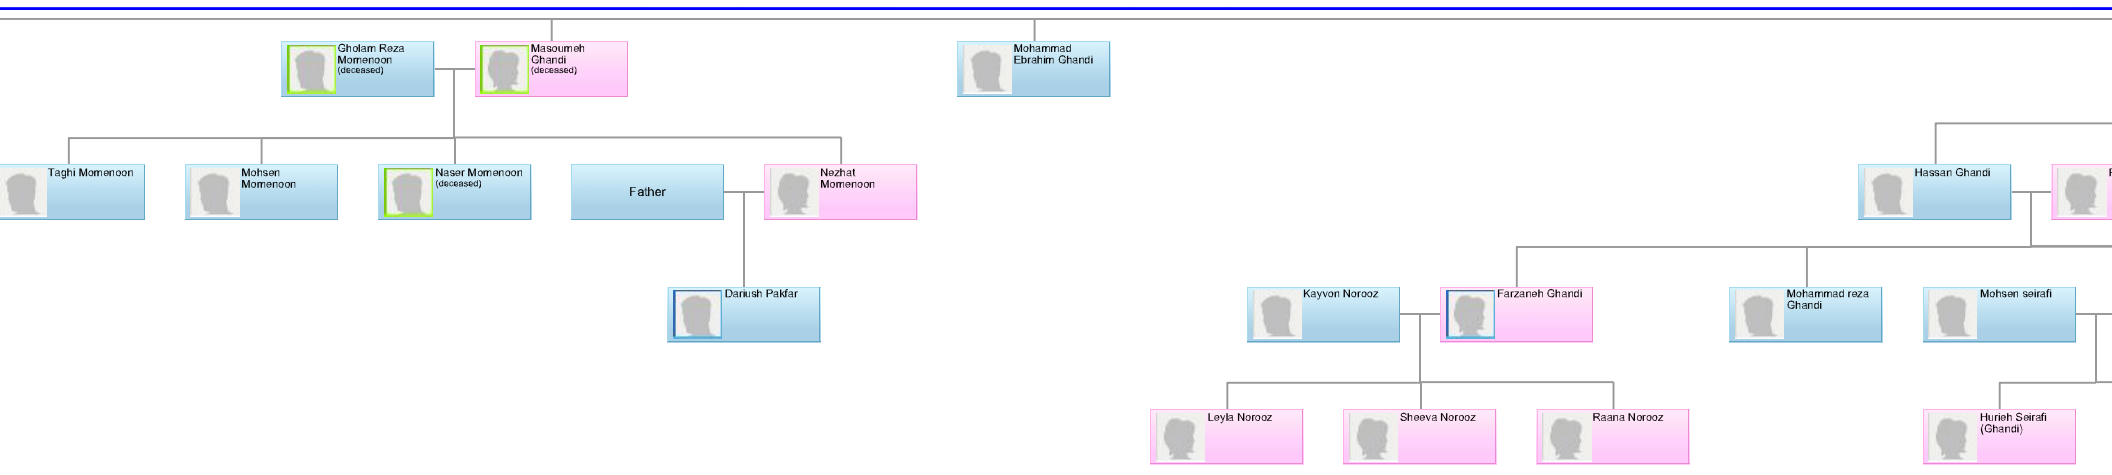 Gholam Reza
Momenoon
(deceased)
Masoumeh
Ghandi
(deceased)
Mohammad
Ebrahim Ghandi
Taghi Momenoon
Mohsen
Momenoon
Naser Momenoon
(deceased)
Father
Nezhat
Momenoon
Hassan Ghandi
Dariush Pakfar
Kayvon Norooz
Farzaneh Ghandi
Mohammad reza
Ghandi
Mohsen seirafi
Leyla Norooz
Sheeva Norooz
Raana Norooz
Hurieh Seirafi
(Ghandi)